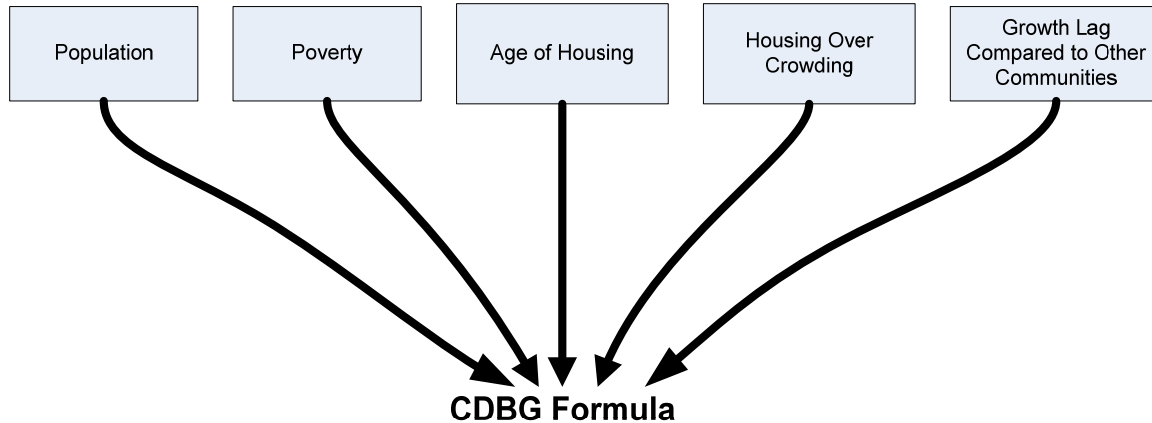 Population
Poverty
Age of Housing
Housing Over
Crowding
Growth Lag
Compared to Other
Communities
CDBG Formula